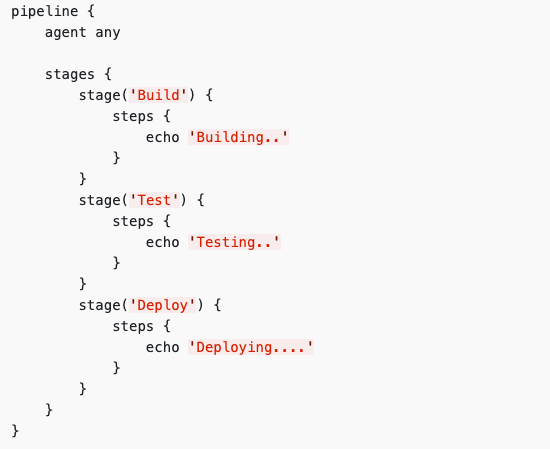 pipeline {
    agent any

    stages {
        stage('Build') {
            steps {
                echo 'Building..'
            }
        }
        stage('Test') {
            steps {
                echo 'Testing..'
            }
        }
        stage('Deploy') {
            steps {
                echo 'Deploying....'
            }
        }
    }
}